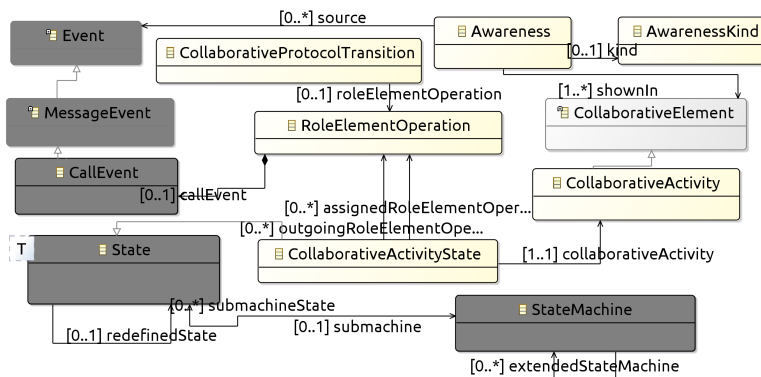 [0..*] source
Event
Awareness
AwarenessKind
CollaborativeProtocolTransition
[0..1] kind
[0..1] roleElementOperation
[1..*] shownIn
MessageEvent
RoleElementOperation
CollaborativeElement
CallEvent
[0..1] callEvent
CollaborativeActivity
[0..*] assignedRoleElementOper...
[0..*] outgoingRoleElementOpe...
T
State
CollaborativeActivityState
[1..1] collaborativeActivity
[0..*] submachineState
[0..1] submachine
StateMachine
[0..1] redefinedState
[0..*] extendedStateMachine